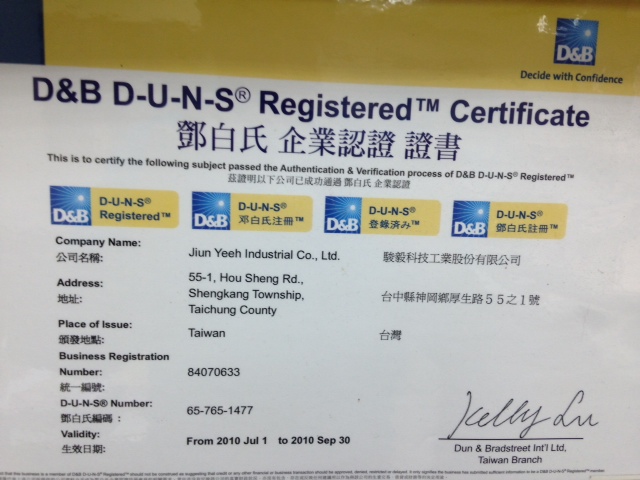 D&B
Decide with Confidence
D&B D-U-N-S® Registered™ Certificate
鄧白氏 企業認證 證書
This is to certify the following subject passed the Authentication & Verification process of D&B D-U-N-S® Registered™
茲證明以下公司已成功通過 鄧白氏 企業認證
D&B D-U-N-S® Registered™
D&B D-U-N-S® 邓白氏注册™
D&B D-U-N-S® 登録済み™
D&B D-U-N-S® 鄧白氏註冊™
Company Name: Jiun Yeeh Industrial Co., Ltd. 駿毅科技工業股份有限公司
公司名稱:
Address: 55-1, Hou Sheng Rd.,
地址: Shengkang Township, 台中縣神岡鄉厚生路55之1號
Taichung County
Place of Issue: Taiwan 台灣
頒發地點:
Business Registration
Number: 84070633
統一編號:
D-U-N-S® Number: 65-765-1477
鄧白氏編碼 :
Validity: From 2010 Jul 1 to 2010 Sep 30
生效日期:
Kelly Lu
Dun & Bradstreet Int'l Ltd,
Taiwan Branch